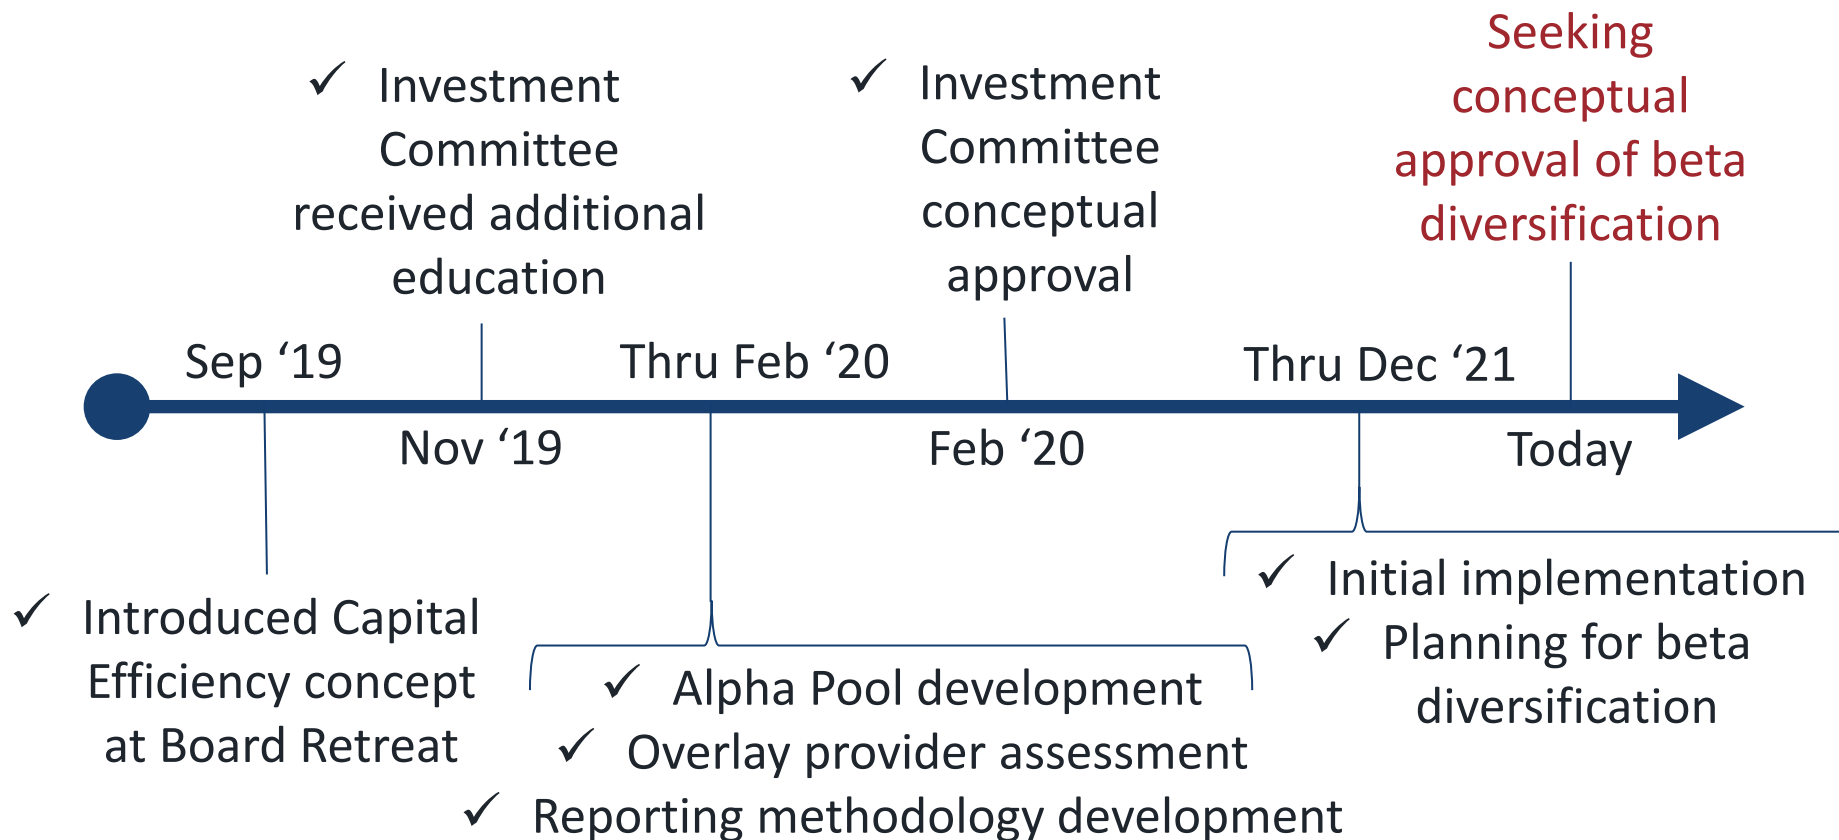 Seeking
conceptual
approval of beta
diversification
✓ Investment
Committee
received additional
education
✓ Investment
Committee
conceptual
approval
Sep ‘19
Thru Feb ‘20
Thru Dec ‘21
Nov ‘19
Feb ‘20
Today
✓ Introduced Capital
Efficiency concept
at Board Retreat
✓ Alpha Pool development
✓ Overlay provider assessment
✓ Reporting methodology development
✓ Initial implementation
✓ Planning for beta
diversification